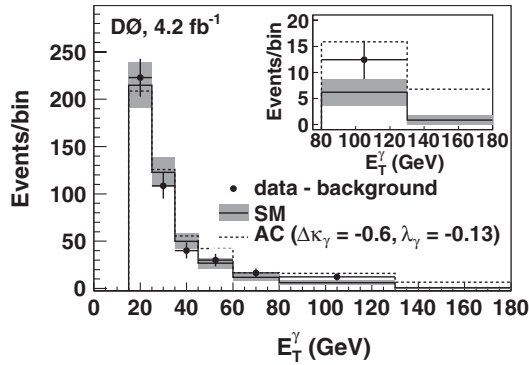 DØ, 4.2 fb⁻¹
Events/bin
250
200
150
100
50
0
0 20 40 60 80 100 120 140 160 180
E_T^γ (GeV)
Events/bin
20
15
10
5
0
80 100 120 140 160 180
E_T^γ (GeV)
data - background
SM
AC (Δκ_γ = -0.6, λ_γ = -0.13)